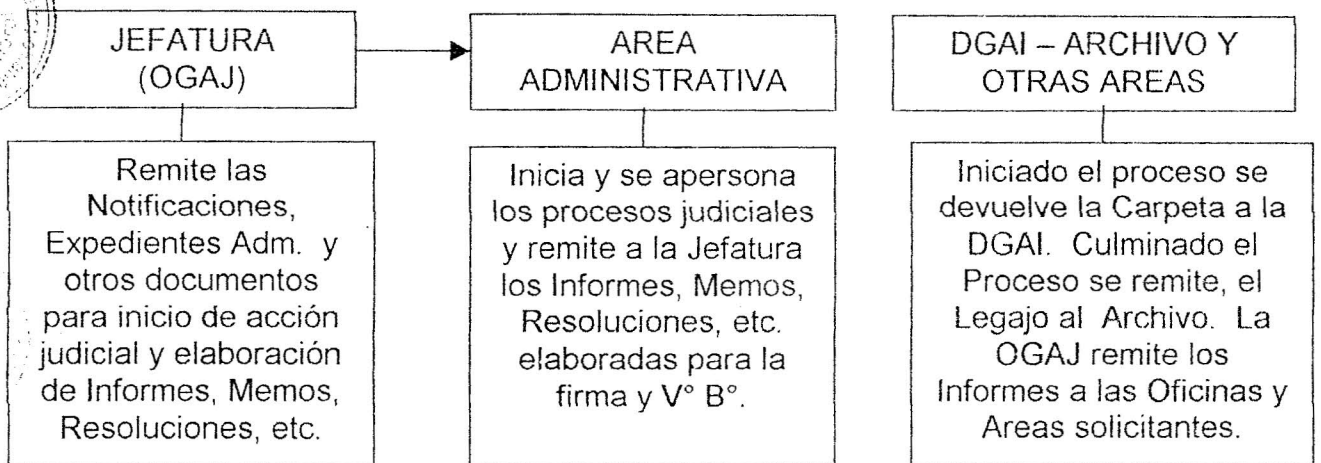 JEFATURA
(OGAJ)
Remite las
Notificaciones,
Expedientes Adm. y
otros documentos
para inicio de acción
judicial y elaboración
de Informes, Memos,
Resoluciones, etc.
AREA
ADMINISTRATIVA
Inicia y se apersona
los procesos judiciales
y remite a la Jefatura
los Informes, Memos,
Resoluciones, etc.
elaboradas para la
firma y V° B°.
DGAI – ARCHIVO Y
OTRAS AREAS
Iniciado el proceso se
devuelve la Carpeta a la
DGAI. Culminado el
Proceso se remite, el
Legajo al Archivo. La
OGAJ remite los
Informes a las Oficinas y
Areas solicitantes.